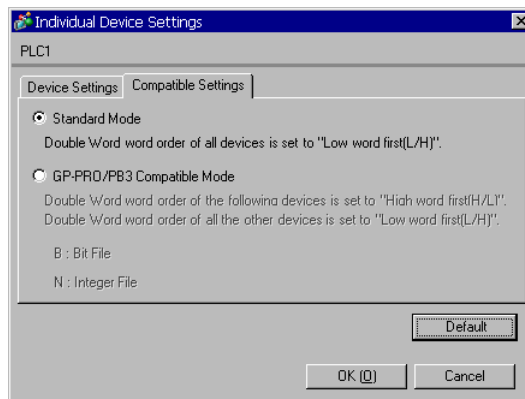 Individual Device Settings
PLC1
Device Settings
Compatible Settings
Standard Mode
Double Word word order of all devices is set to "Low word first(L/H)".
GP-PRO/PB3 Compatible Mode
Double Word word order of the following devices is set to "High word first(H/L)".
Double Word word order of all the other devices is set to "Low word first(L/H)".
B : Bit File
N : Integer File
Default
OK (O)
Cancel